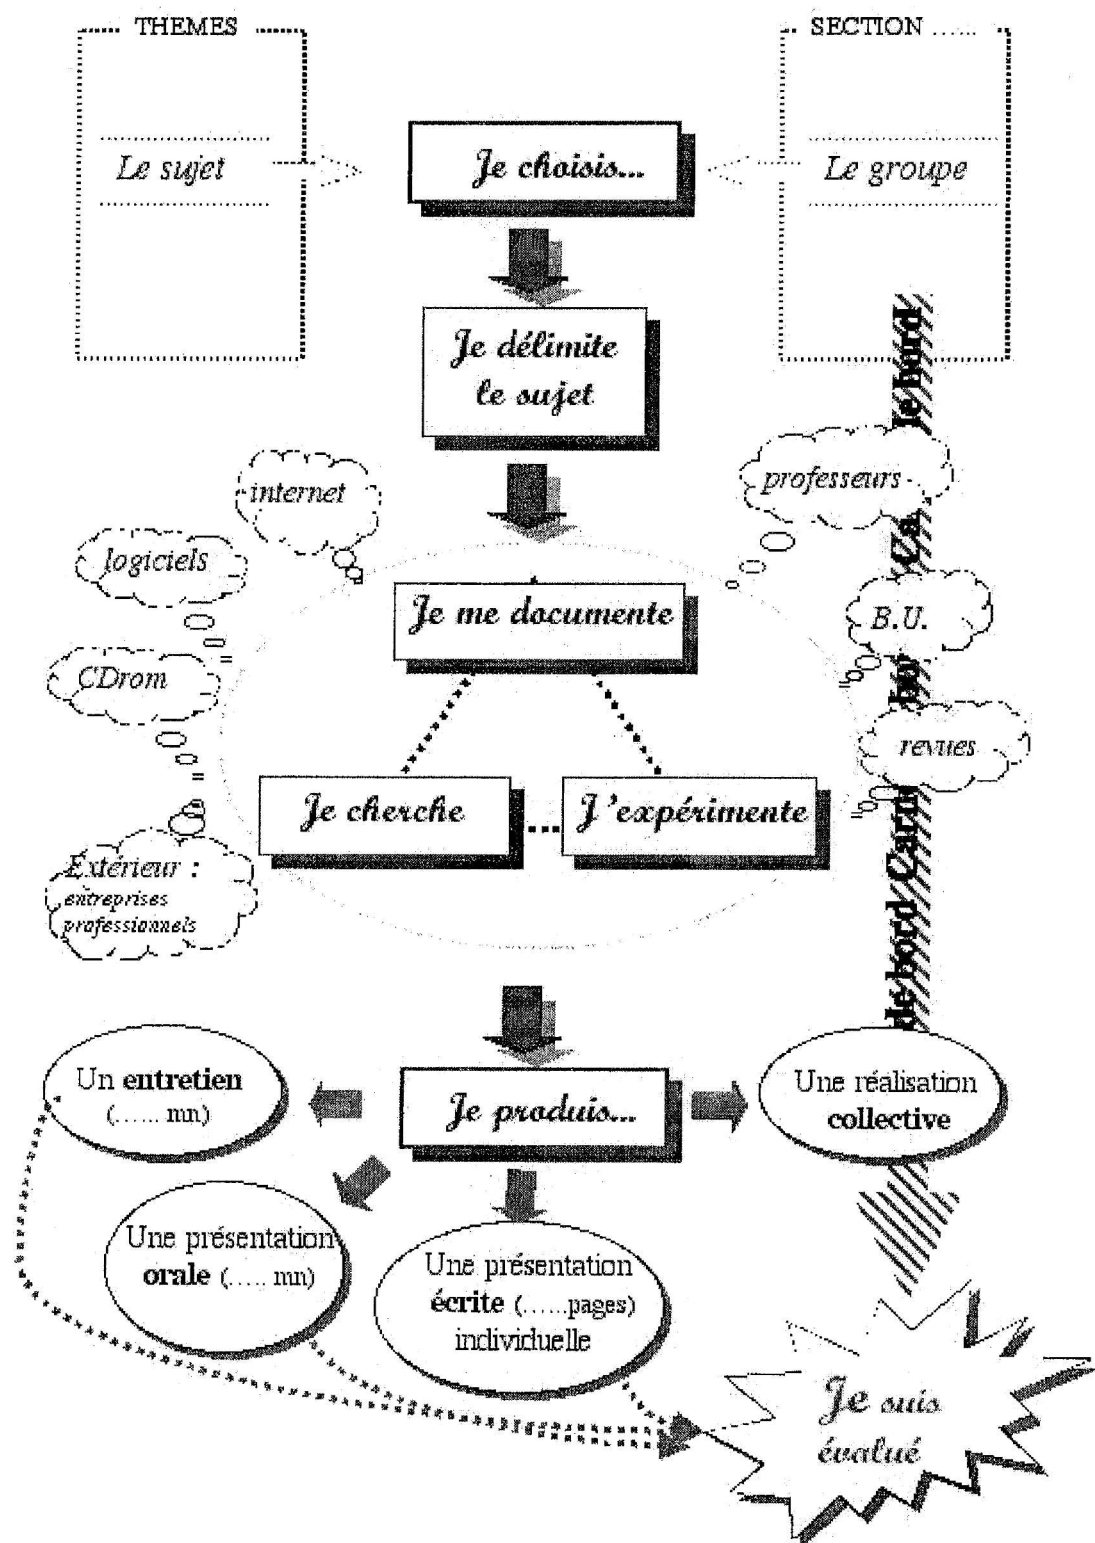 THEMES
SECTION ......
Le sujet
Je choisis...
Le groupe
Je délimite
le sujet
internet
professeurs
logiciels
Je me documente
B.U.
CDrom
revues
Je cherche
J'expérimente
Extérieur :
entreprises
professionnels
de bord
Un entretien
(...... mn)
Je produis...
Une réalisation
collective
Une présentation
orale (..... mn)
Une présentation
écrite (......pages)
individuelle
Je suis
évalué